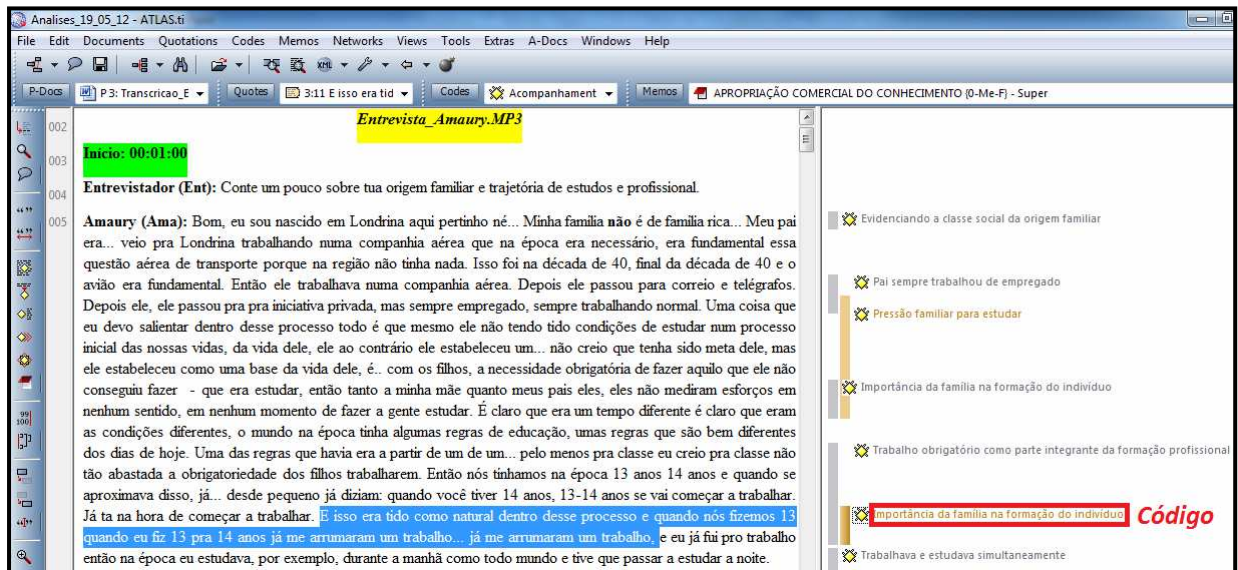 Analises_19_05_12 - ATLAS.ti
File Edit Documents Quotations Codes Memos Networks Views Tools Extras A-Docs Windows Help
P-Docs P 3: Transcricao_E Quotes 3:11 E isso era tid Codes Acompanhament Memos APROPRIAÇÃO COMERCIAL DO CONHECIMENTO {0-Me-F} - Super
002 Entrevista_Amaury.MP3
003 Início: 00:01:00
004 Entrevistador (Ent): Conte um pouco sobre tua origem familiar e trajetória de estudos e profissional.
005 Amaury (Ama): Bom, eu sou nascido em Londrina aqui pertinho né... Minha familia não é de familia rica... Meu pai
era... veio pra Londrina trabalhando numa companhia aérea que na época era necessário, era fundamental essa
questão aérea de transporte porque na região não tinha nada. Isso foi na década de 40, final da década de 40 e o
avião era fundamental. Então ele trabalhava numa companhia aérea. Depois ele passou para correio e telégrafos.
Depois ele, ele passou pra pra iniciativa privada, mas sempre empregado, sempre trabalhando normal. Uma coisa que
eu devo salientar dentro desse processo todo é que mesmo ele não tendo tido condições de estudar num processo
inicial das nossas vidas, da vida dele, ele ao contrário ele estabeleceu um... não creio que tenha sido meta dele, mas
ele estabeleceu como uma base da vida dele, é.. com os filhos, a necessidade obrigatória de fazer aquilo que ele não
conseguiu fazer - que era estudar, então tanto a minha mãe quanto meus pais eles, eles não mediram esforços em
nenhum sentido, em nenhum momento de fazer a gente estudar. É claro que era um tempo diferente é claro que eram
as condições diferentes, o mundo na época tinha algumas regras de educação, umas regras que são bem diferentes
dos dias de hoje. Uma das regras que havia era a partir de um de um... pelo menos pra classe eu creio pra classe não
tão abastada a obrigatoriedade dos filhos trabalharem. Então nós tinhamos na época 13 anos 14 anos e quando se
aproximava disso, já... desde pequeno já diziam: quando você tiver 14 anos, 13-14 anos se vai começar a trabalhar.
Já ta na hora de começar a trabalhar. E isso era tido como natural dentro desse processo e quando nós fizemos 13
quando eu fiz 13 pra 14 anos já me arrumaram um trabalho... já me arrumaram um trabalho, e eu já fui pro trabalho
então na época eu estudava, por exemplo, durante a manhã como todo mundo e tive que passar a estudar a noite.
Evidenciando a classe social da origem familiar
Pai sempre trabalhou de empregado
Pressão familiar para estudar
Importância da família na formação do indivíduo
Trabalho obrigatório como parte integrante da formação profissional
Importância da família na formação do indivíduo Código
Trabalhava e estudava simultaneamente